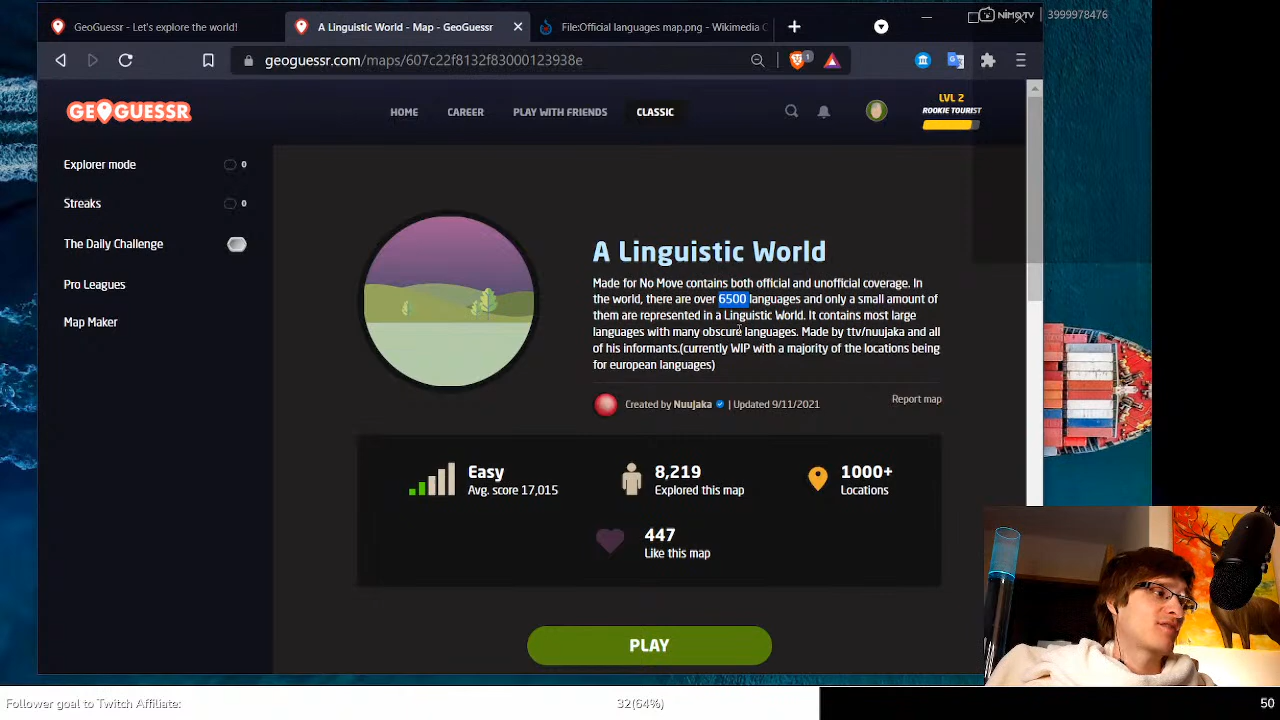 NIMO TV 3999978476
GeoGuessr - Let's explore the world!
A Linguistic World - Map - GeoGuessr
File:Official languages map.png - Wikimedia C
geoguessr.com/maps/607c22f8132f83000123938e
1
GEOGUESSR
HOME
CAREER
PLAY WITH FRIENDS
CLASSIC
LVL 2
ROOKIE TOURIST
Explorer mode 0
Streaks 0
The Daily Challenge
Pro Leagues
Map Maker
A Linguistic World
Made for No Move contains both official and unofficial coverage. In
the world, there are over 6500 languages and only a small amount of
them are represented in a Linguistic World. It contains most large
languages with many obscure languages. Made by ttv/nuujaka and all
of his informants.(currently WIP with a majority of the locations being
for european languages)
Created by Nuujaka | Updated 9/11/2021
Report map
Easy
Avg. score 17,015
8,219
Explored this map
1000+
Locations
447
Like this map
PLAY
Follower goal to Twitch Affiliate: 32(64%) 50